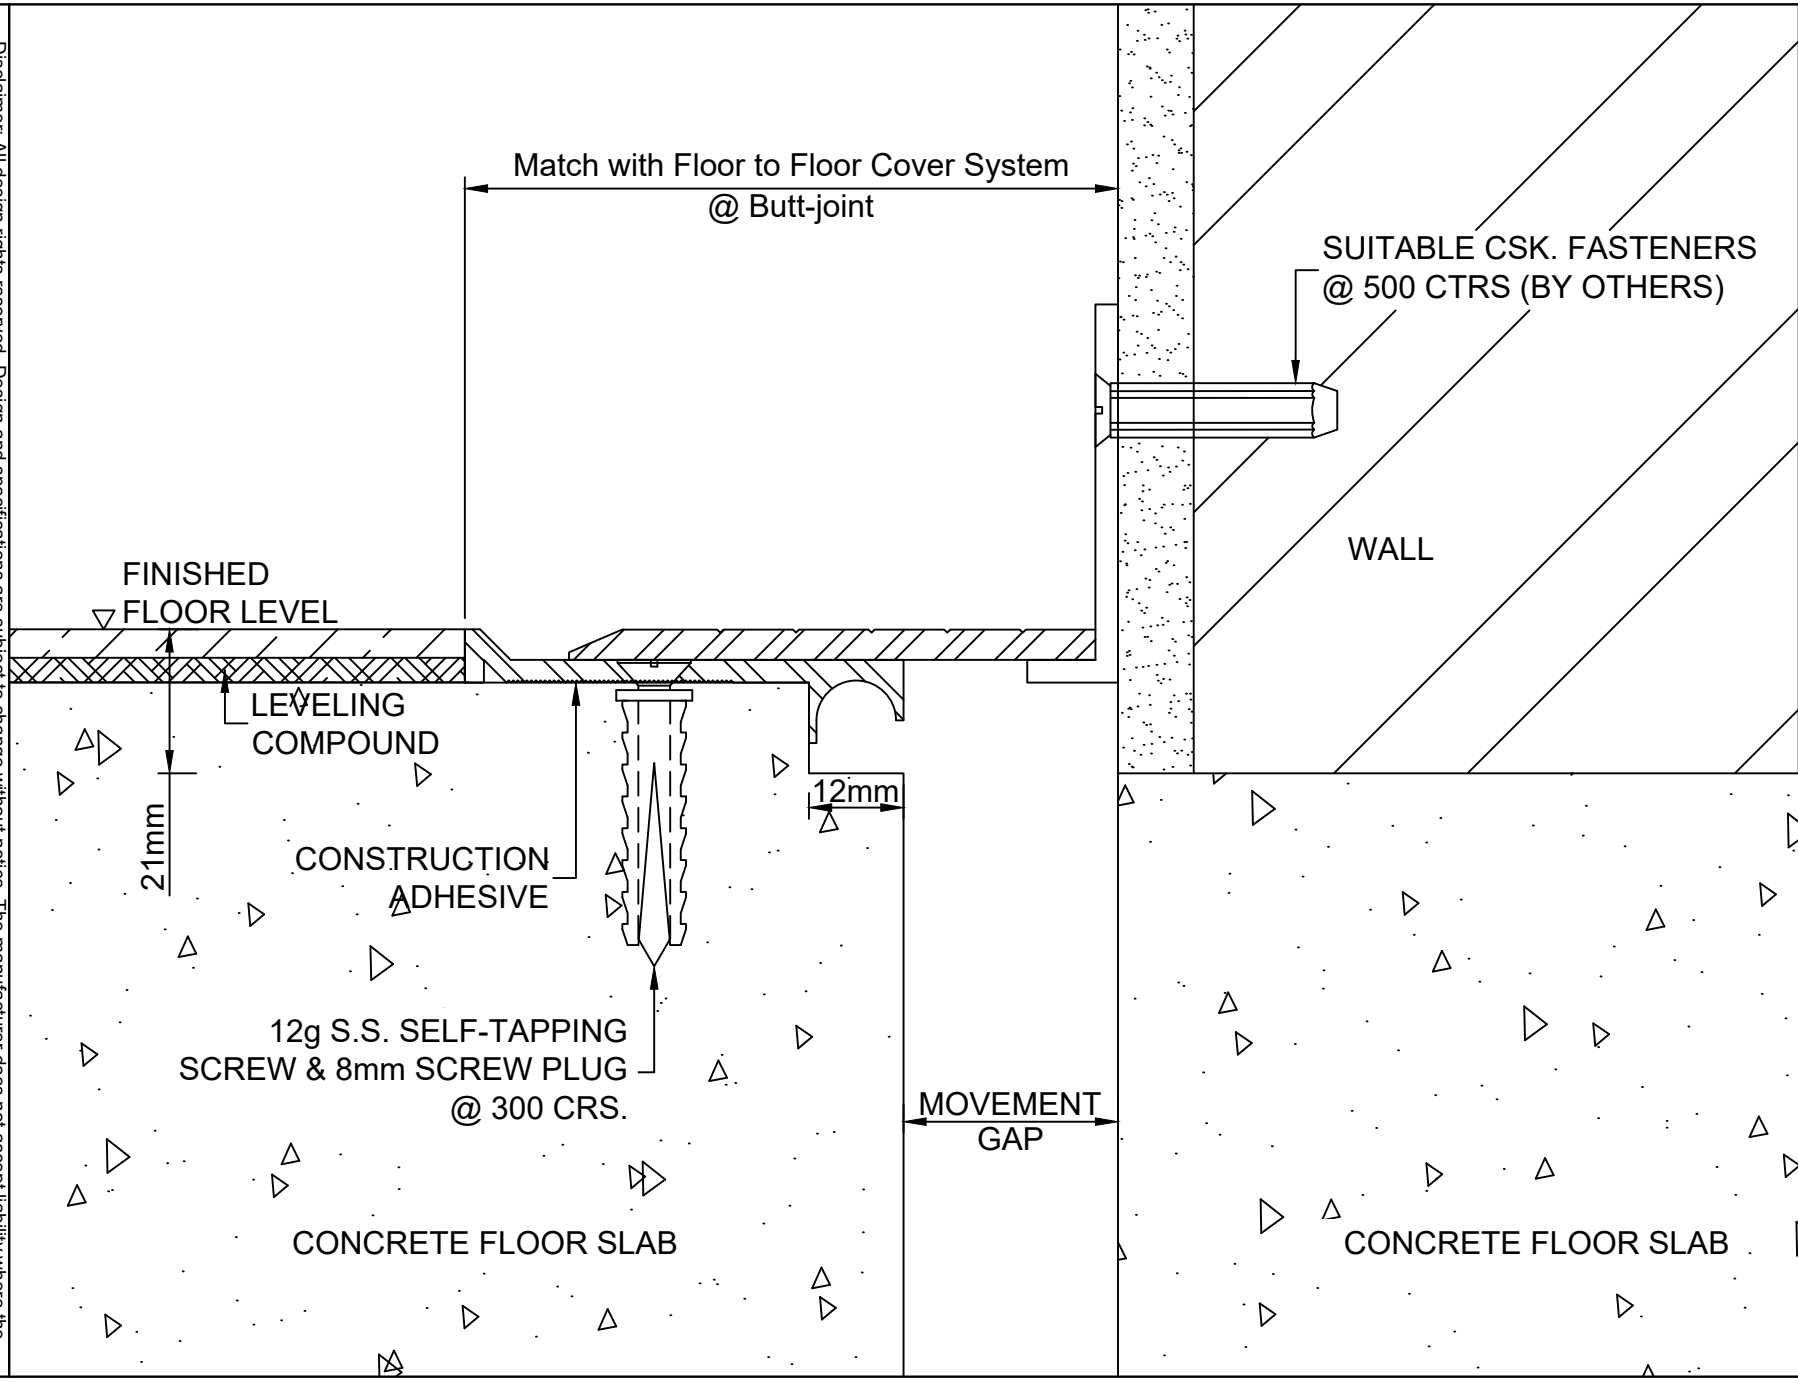 Match with Floor to Floor Cover System
@ Butt-joint
SUITABLE CSK. FASTENERS
@ 500 CTRS (BY OTHERS)
WALL
FINISHED
FLOOR LEVEL
LEVELING
COMPOUND
21mm
12mm
CONSTRUCTION
ADHESIVE
12g S.S. SELF-TAPPING
SCREW & 8mm SCREW PLUG
@ 300 CRS.
MOVEMENT
GAP
CONCRETE FLOOR SLAB
CONCRETE FLOOR SLAB